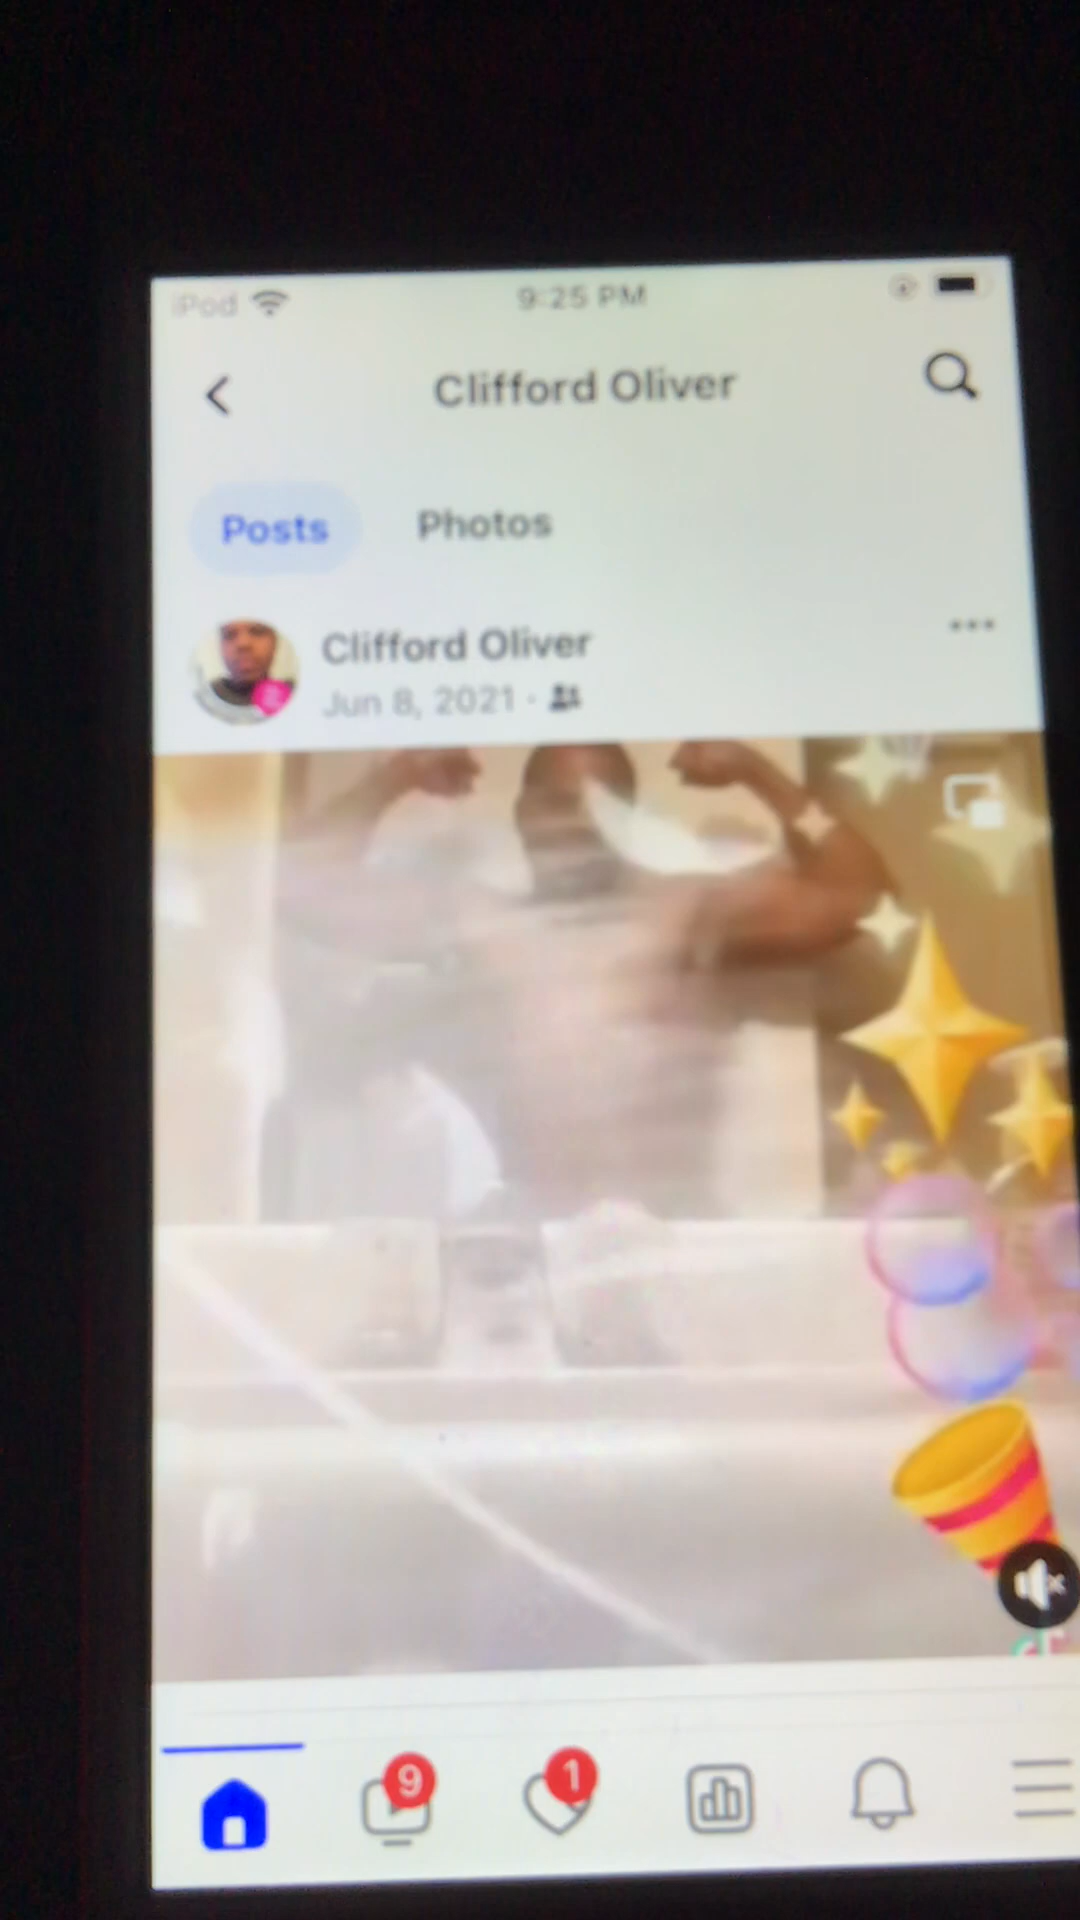 iPod 9:25 PM
Clifford Oliver
Posts Photos
Clifford Oliver
Jun 8, 2021 ·
9 1